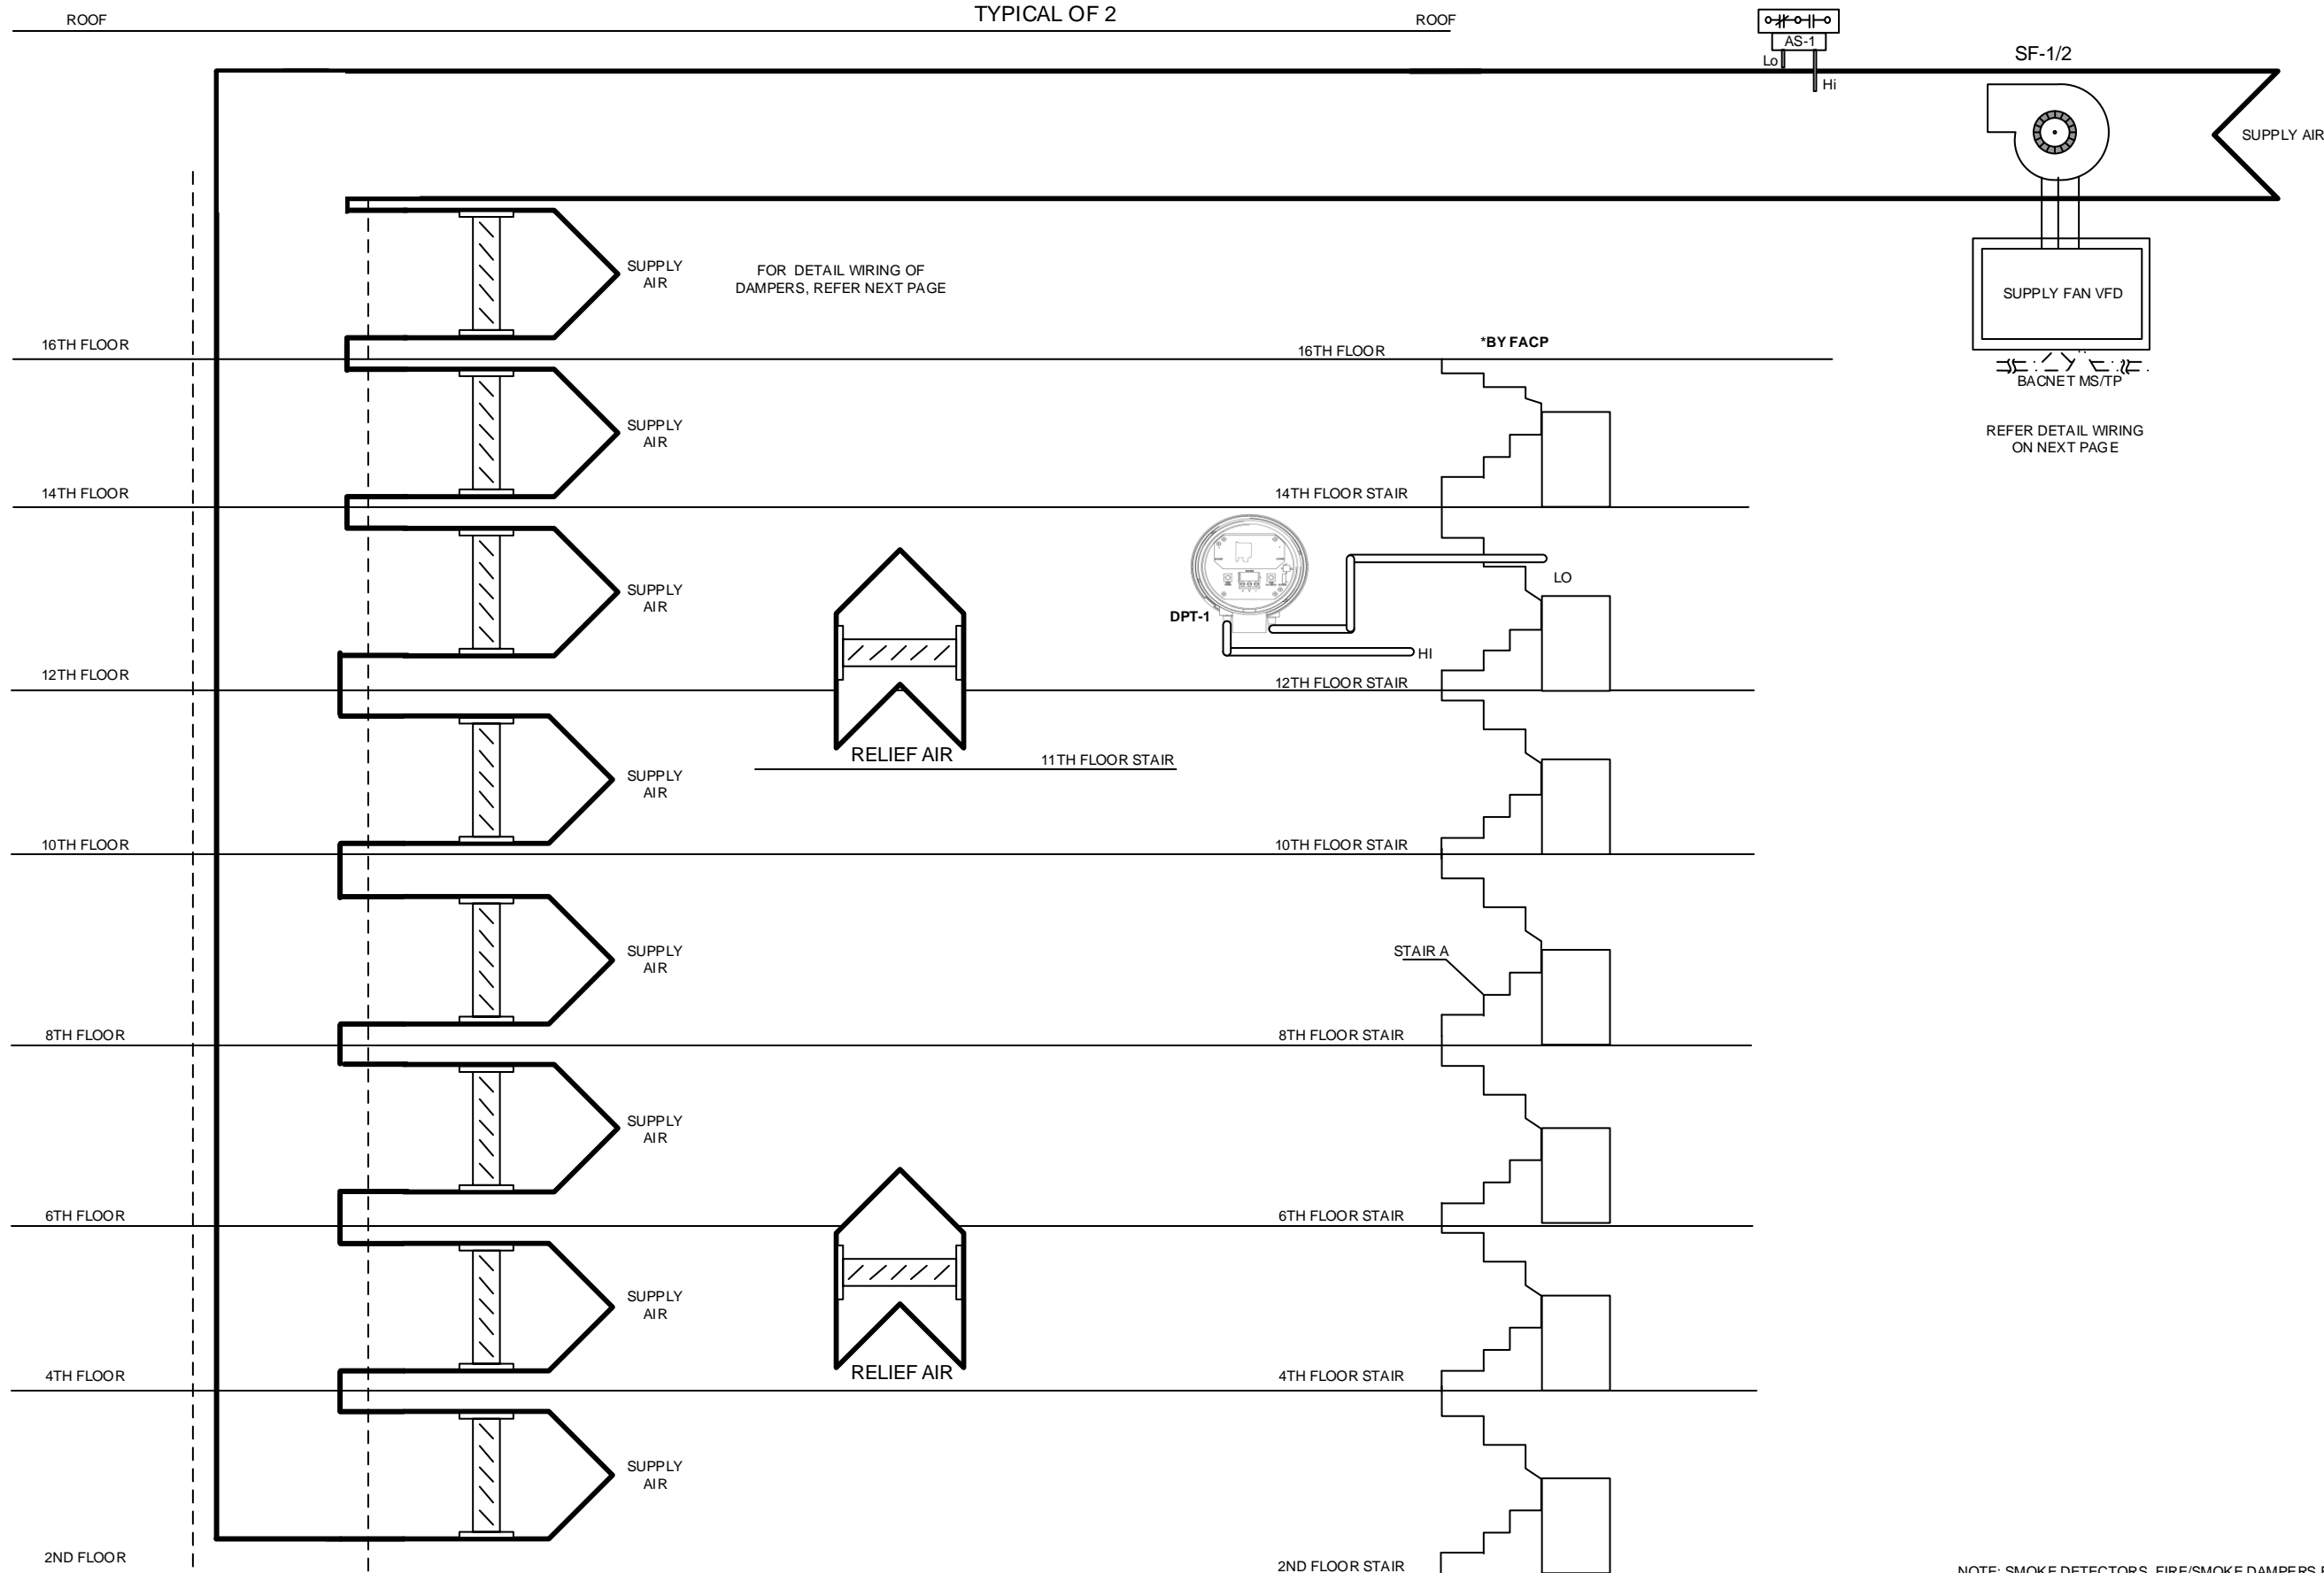 TYPICAL OF 2
ROOF
ROOF
AS-1
Lo
Hi
SF-1/2
SUPPLY AIR
SUPPLY
AIR
FOR DETAIL WIRING OF
DAMPERS, REFER NEXT PAGE
SUPPLY FAN VFD
16TH FLOOR
16TH FLOOR
*BY FACP
BACNET MS/TP
SUPPLY
AIR
REFER DETAIL WIRING
ON NEXT PAGE
14TH FLOOR
14TH FLOOR STAIR
SUPPLY
AIR
LO
DPT-1
HI
12TH FLOOR
12TH FLOOR STAIR
RELIEF AIR
11TH FLOOR STAIR
SUPPLY
AIR
10TH FLOOR
10TH FLOOR STAIR
SUPPLY
AIR
STAIR A
8TH FLOOR
8TH FLOOR STAIR
SUPPLY
AIR
6TH FLOOR
6TH FLOOR STAIR
SUPPLY
AIR
RELIEF AIR
4TH FLOOR
4TH FLOOR STAIR
SUPPLY
AIR
2ND FLOOR
2ND FLOOR STAIR
NOTE: SMOKE DETECTORS, FIRE/SMOKE DAMPERS